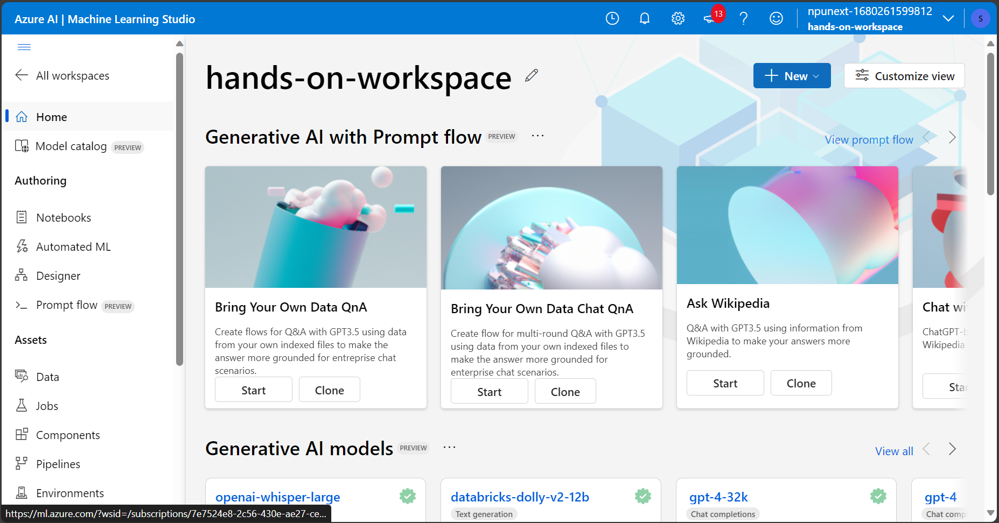 Azure AI | Machine Learning Studio
13
npunext-1680261599812
hands-on-workspace
S
All workspaces
Home
Model catalog PREVIEW
Authoring
Notebooks
Automated ML
Designer
Prompt flow PREVIEW
Assets
Data
Jobs
Components
Pipelines
Environments
hands-on-workspace
New
Customize view
Generative AI with Prompt flow PREVIEW
View prompt flow
Bring Your Own Data QnA
Create flows for Q&A with GPT3.5 using data
from your own indexed files to make the
answer more grounded for entreprise chat
scenarios.
Start Clone
Bring Your Own Data Chat QnA
Create flow for multi-round Q&A with GPT3.5
using data from your own indexed files to
make the answer more grounded for
enterprise chat scenarios.
Start Clone
Ask Wikipedia
Q&A with GPT3.5 using information from
Wikipedia to make your answers more
grounded.
Start Clone
Chat
ChatGPT-
Wikipedia
Generative AI models PREVIEW
View all
openai-whisper-large
databricks-dolly-v2-12b
Text generation
gpt-4-32k
Chat completions
gpt-4
Chat
https://ml.azure.com/?wsid=/subscriptions/7e7524e8-2c56-430e-ae27-ce...